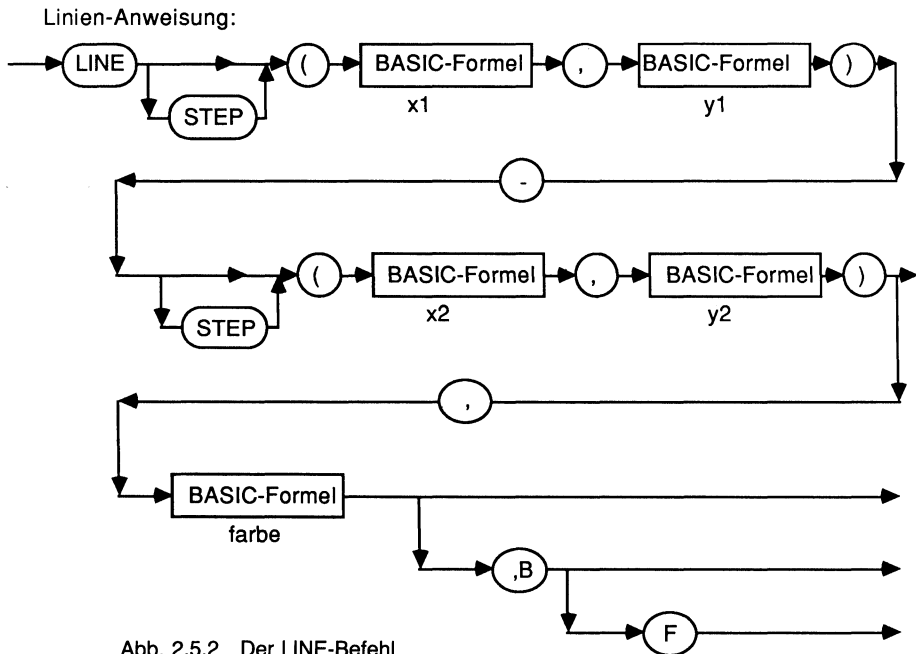 Linien-Anweisung:
LINE ( BASIC-Formel , BASIC-Formel )
STEP x1 y1
-
( BASIC-Formel , BASIC-Formel )
STEP x2 y2
,
BASIC-Formel
farbe
,B
F
Abb. 2.5.2 Der LINE-Befehl